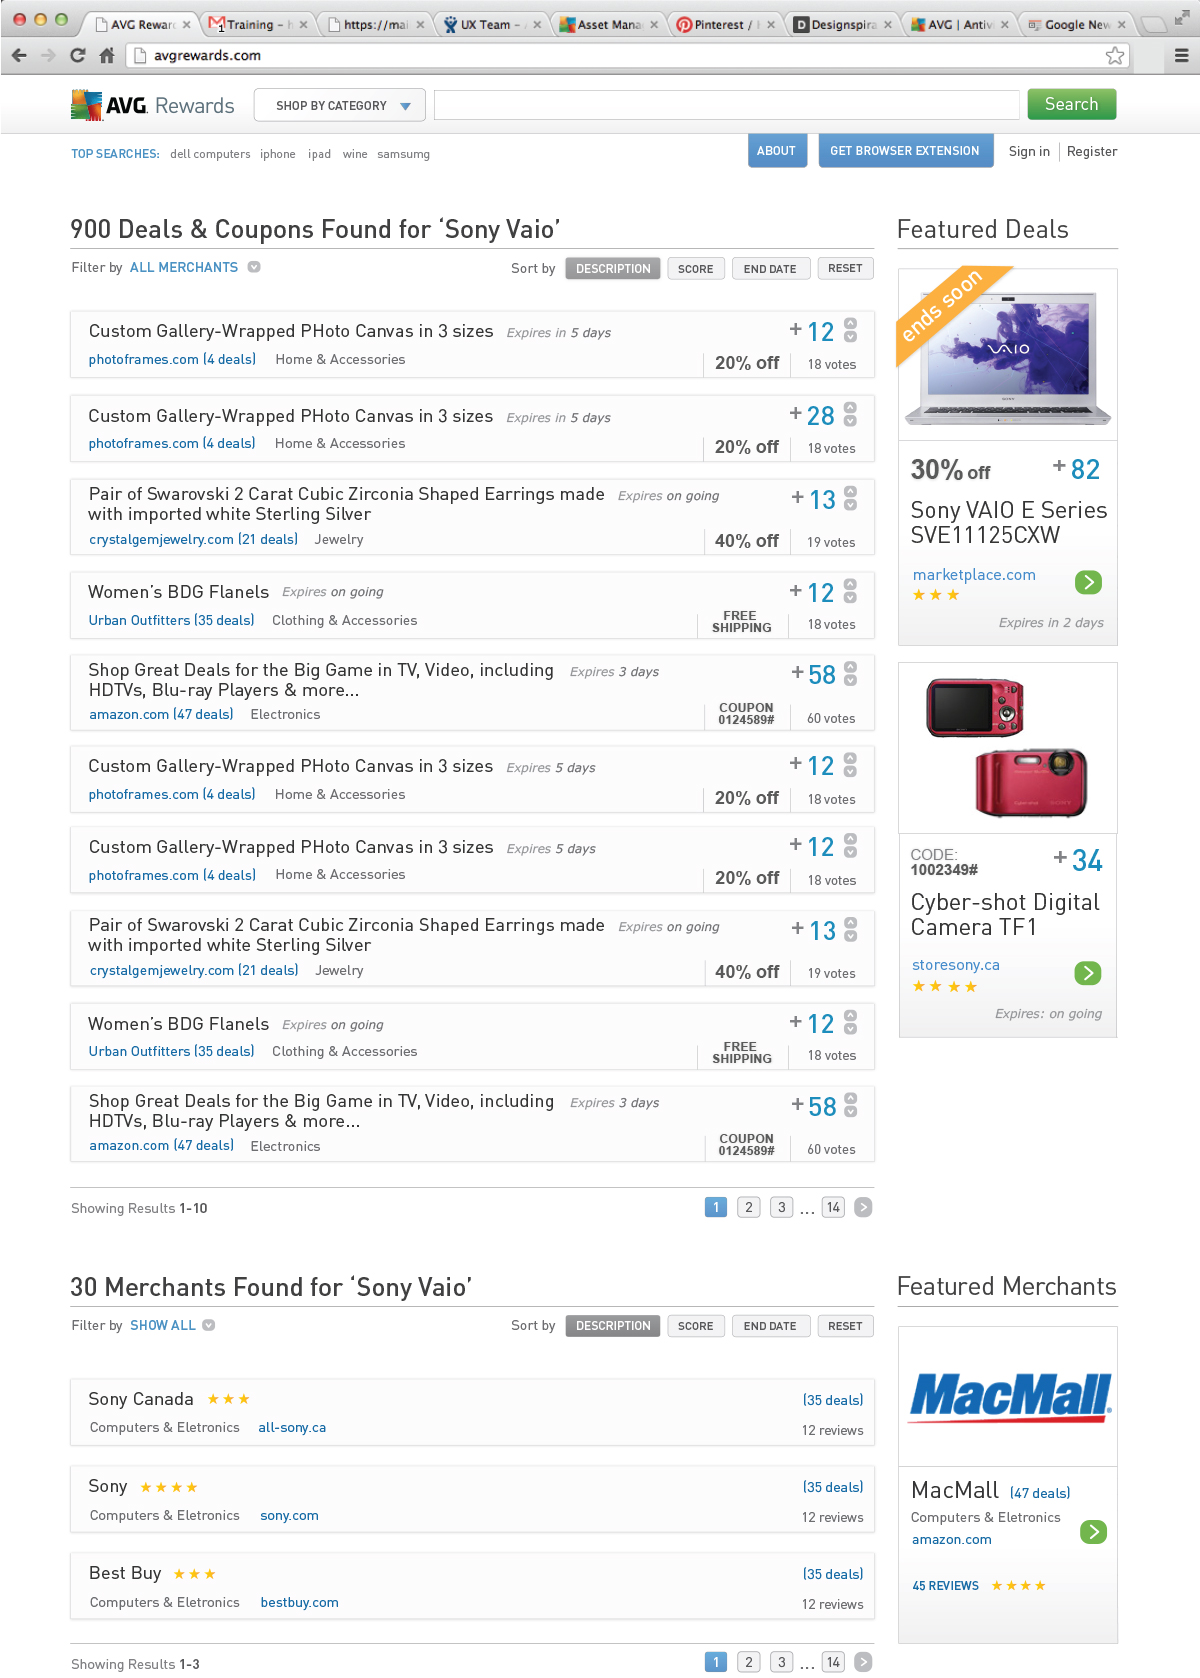 AVG Rewar
Training – h
https://mai
UX Team –
Asset Mana
Pinterest /
Designspira
AVG | Antiv
Google New
avgrewards.com
AVG. Rewards
SHOP BY CATEGORY
Search
TOP SEARCHES: dell computers iphone ipad wine samsumg
ABOUT
GET BROWSER EXTENSION
Sign in
Register
900 Deals & Coupons Found for ‘Sony Vaio’
Filter by ALL MERCHANTS
Sort by DESCRIPTION SCORE END DATE RESET
Custom Gallery-Wrapped PHoto Canvas in 3 sizes Expires in 5 days
+ 12
photoframes.com (4 deals) Home & Accessories
20% off 18 votes
Custom Gallery-Wrapped PHoto Canvas in 3 sizes Expires in 5 days
+ 28
photoframes.com (4 deals) Home & Accessories
20% off 18 votes
Pair of Swarovski 2 Carat Cubic Zirconia Shaped Earrings made Expires on going
with imported white Sterling Silver
+ 13
crystalgemjewelry.com (21 deals) Jewelry
40% off 19 votes
Women’s BDG Flanels Expires on going
+ 12
Urban Outfitters (35 deals) Clothing & Accessories
FREE
SHIPPING
18 votes
Shop Great Deals for the Big Game in TV, Video, including Expires 3 days
HDTVs, Blu-ray Players & more...
+ 58
amazon.com (47 deals) Electronics
COUPON
0124589#
60 votes
Custom Gallery-Wrapped PHoto Canvas in 3 sizes Expires 5 days
+ 12
photoframes.com (4 deals) Home & Accessories
20% off 18 votes
Custom Gallery-Wrapped PHoto Canvas in 3 sizes Expires 5 days
+ 12
photoframes.com (4 deals) Home & Accessories
20% off 18 votes
Pair of Swarovski 2 Carat Cubic Zirconia Shaped Earrings made Expires on going
with imported white Sterling Silver
+ 13
crystalgemjewelry.com (21 deals) Jewelry
40% off 19 votes
Women’s BDG Flanels Expires on going
+ 12
Urban Outfitters (35 deals) Clothing & Accessories
FREE
SHIPPING
18 votes
Shop Great Deals for the Big Game in TV, Video, including Expires 3 days
HDTVs, Blu-ray Players & more...
+ 58
amazon.com (47 deals) Electronics
COUPON
0124589#
60 votes
Showing Results 1-10
1 2 3 ... 14
Featured Deals
ends soon
VAIO
SONY
30% off + 82
Sony VAIO E Series
SVE11125CXW
marketplace.com
Expires in 2 days
CODE:
1002349#
+ 34
Cyber-shot Digital
Camera TF1
storesony.ca
Expires: on going
30 Merchants Found for ‘Sony Vaio’
Filter by SHOW ALL
Sort by DESCRIPTION SCORE END DATE RESET
Sony Canada
(35 deals)
Computers & Eletronics all-sony.ca
12 reviews
Sony
(35 deals)
Computers & Eletronics sony.com
12 reviews
Best Buy
(35 deals)
Computers & Eletronics bestbuy.com
12 reviews
Showing Results 1-3
1 2 3 ... 14
Featured Merchants
MacMall
MacMall (47 deals)
Computers & Eletronics
amazon.com
45 REVIEWS